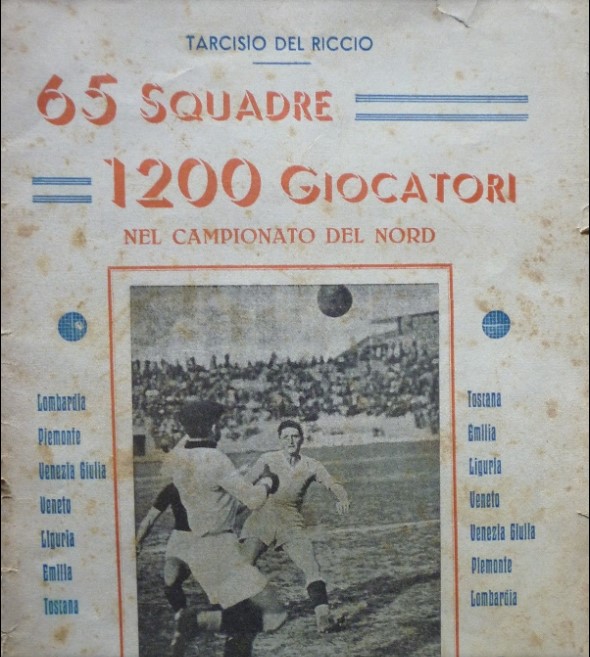 TARCISIO DEL RICCIO
65 SQUADRE
1200 GIOCATORI
NEL CAMPIONATO DEL NORD
Lombardia
Piemonte
Venezia Giulia
Veneto
Liguria
Emilia
Toscana
Toscana
Emilia
Liguria
Veneto
Venezia Giulia
Piemonte
Lombardia